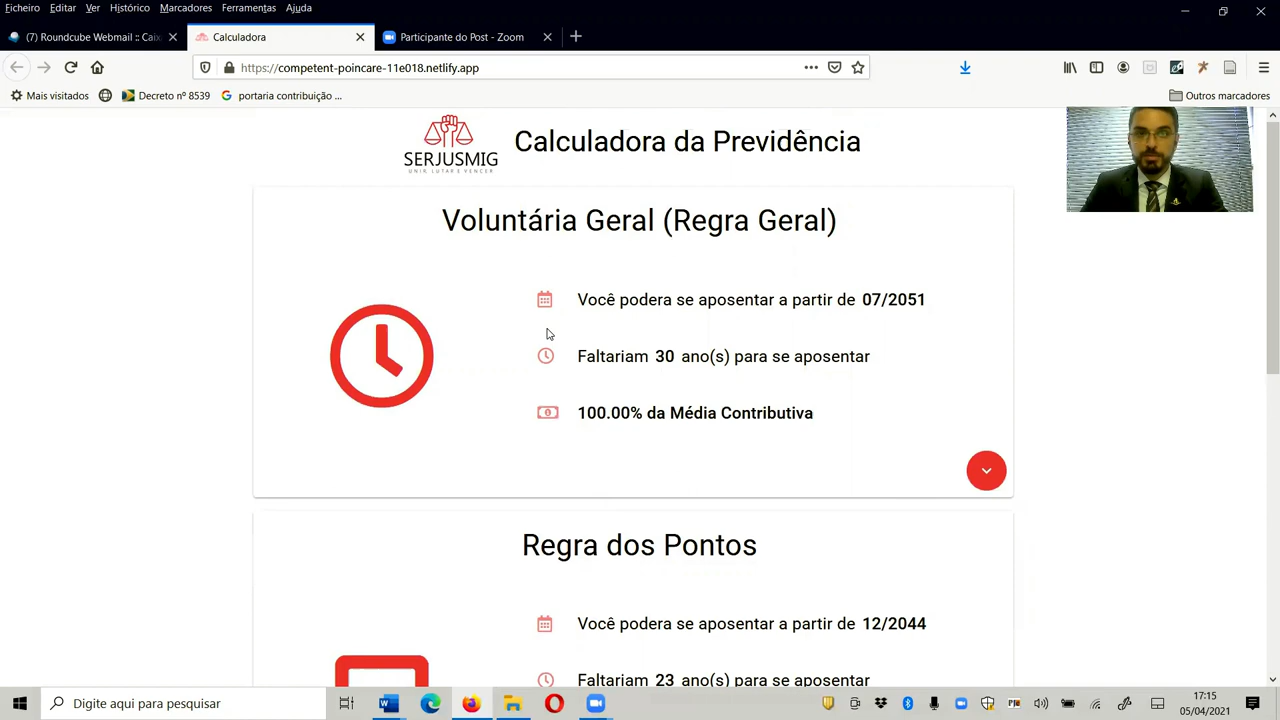 Ficheiro Editar Ver Histórico Marcadores Ferramentas Ajuda
(7) Roundcube Webmail :: Caix
Calculadora
Participante do Post - Zoom
https://competent-poincare-11e018.netlify.app
Mais visitados
Decreto nº 8539
portaria contribuição ...
Outros marcadores
SERJUSMIG
UNIR, LUTAR E VENCER
Calculadora da Previdência
Voluntária Geral (Regra Geral)
Você podera se aposentar a partir de 07/2051
Faltariam 30 ano(s) para se aposentar
100.00% da Média Contributiva
Regra dos Pontos
Você podera se aposentar a partir de 12/2044
Faltariam 23 ano(s) para se aposentar
Digite aqui para pesquisar
17:15
05/04/2021